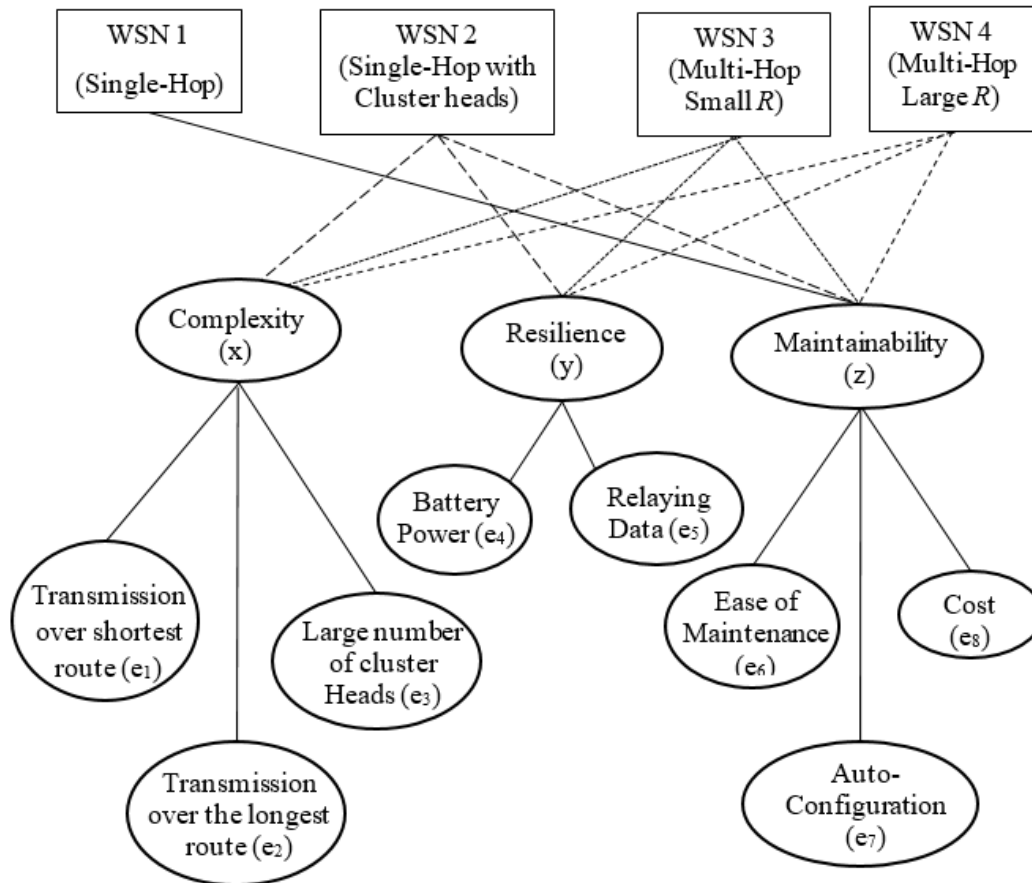 WSN 1
(Single-Hop)
WSN 2
(Single-Hop with
Cluster heads)
WSN 3
(Multi-Hop
Small R)
WSN 4
(Multi-Hop
Large R)
Complexity
(x)
Resilience
(y)
Maintainability
(z)
Battery
Power (e₄)
Relaying
Data (e₅)
Transmission
over shortest
route (e₁)
Large number
of cluster
Heads (e₃)
Ease of
Maintenance
(e₆)
Cost
(e₈)
Transmission
over the longest
route (e₂)
Auto-
Configuration
(e₇)